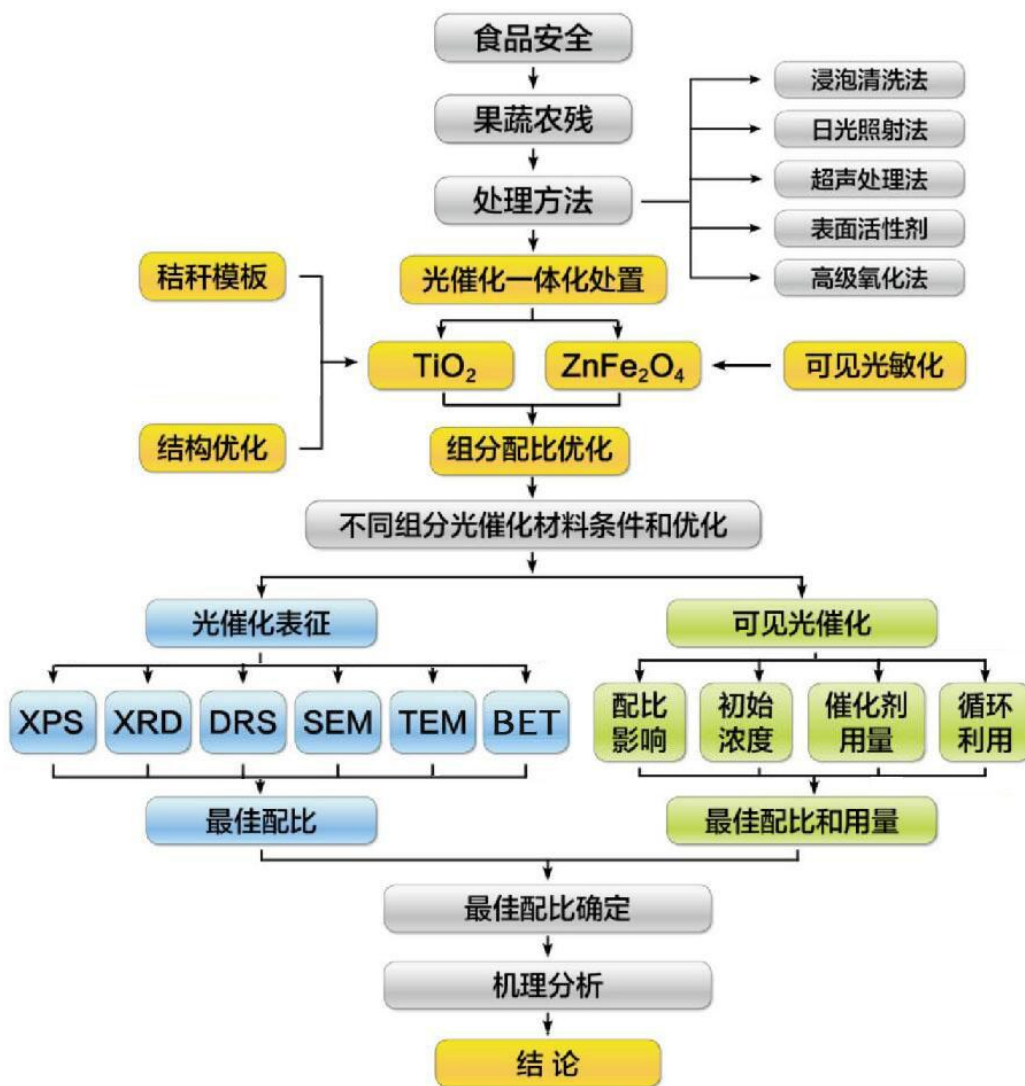 食品安全
果蔬农残
处理方法
浸泡清洗法
日光照射法
超声处理法
表面活性剂
高级氧化法
光催化一体化处置
秸秆模板
结构优化
TiO₂
ZnFe₂O₄
可见光敏化
组分配比优化
不同组分光催化材料条件和优化
光催化表征
可见光催化
XPS
XRD
DRS
SEM
TEM
BET
配比
影响
初始
浓度
催化剂
用量
循环
利用
最佳配比
最佳配比和用量
最佳配比确定
机理分析
结 论